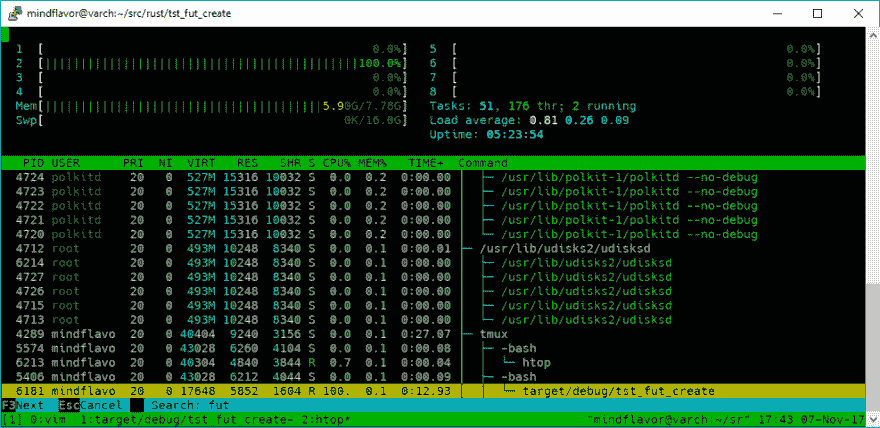 mindflavor@varch:~/src/rust/tst_fut_create
1 [ 0.0%] 5 [ 0.0%]
2 [||||||||||||||||||||||||||||||||||||||||||||100.0%] 6 [ 0.0%]
3 [ 0.0%] 7 [ 0.0%]
4 [ 0.0%] 8 [ 0.0%]
Mem[|||||||||||||||||||||||||||||||||||||||5.90G/7.78G] Tasks: 51, 176 thr; 2 running
Swp[ 0K/16.0G] Load average: 0.81 0.26 0.09
Uptime: 05:23:54
PID USER PRI NI VIRT RES SHR S CPU% MEM% TIME+ Command
4724 polkitd 20 0 527M 15316 10032 S 0.0 0.2 0:00.00 │ ├─ /usr/lib/polkit-1/polkitd --no-debug
4723 polkitd 20 0 527M 15316 10032 S 0.0 0.2 0:00.00 │ ├─ /usr/lib/polkit-1/polkitd --no-debug
4722 polkitd 20 0 527M 15316 10032 S 0.0 0.2 0:00.00 │ ├─ /usr/lib/polkit-1/polkitd --no-debug
4721 polkitd 20 0 527M 15316 10032 S 0.0 0.2 0:00.00 │ ├─ /usr/lib/polkit-1/polkitd --no-debug
4720 polkitd 20 0 527M 15316 10032 S 0.0 0.2 0:00.00 │ └─ /usr/lib/polkit-1/polkitd --no-debug
4712 root 20 0 493M 10248 8340 S 0.0 0.1 0:00.01 ├─ /usr/lib/udisks2/udisksd
6214 root 20 0 493M 10248 8340 S 0.0 0.1 0:00.00 │ ├─ /usr/lib/udisks2/udisksd
4727 root 20 0 493M 10248 8340 S 0.0 0.1 0:00.00 │ ├─ /usr/lib/udisks2/udisksd
4726 root 20 0 493M 10248 8340 S 0.0 0.1 0:00.00 │ ├─ /usr/lib/udisks2/udisksd
4715 root 20 0 493M 10248 8340 S 0.0 0.1 0:00.00 │ ├─ /usr/lib/udisks2/udisksd
4713 root 20 0 493M 10248 8340 S 0.0 0.1 0:00.00 │ └─ /usr/lib/udisks2/udisksd
4289 mindflavo 20 0 40404 9240 3156 S 0.0 0.1 0:27.07 ├─ tmux
5574 mindflavo 20 0 43028 6260 4104 S 0.0 0.1 0:00.08 │ ├─ -bash
6213 mindflavo 20 0 40304 4840 3844 R 0.7 0.1 0:00.04 │ │ └─ htop
5406 mindflavo 20 0 43028 6212 4044 S 0.0 0.1 0:00.09 │ ├─ -bash
6181 mindflavo 20 0 17648 5852 1604 R 100. 0.1 0:12.93 │ │ └─ target/debug/tst_fut_create
F3Next EscCancel Search: fut
[1] 0:vim 1:target/debug/tst_fut_create- 2:htop* "mindflavor@varch:~/sr" 17:43 07-Nov-17